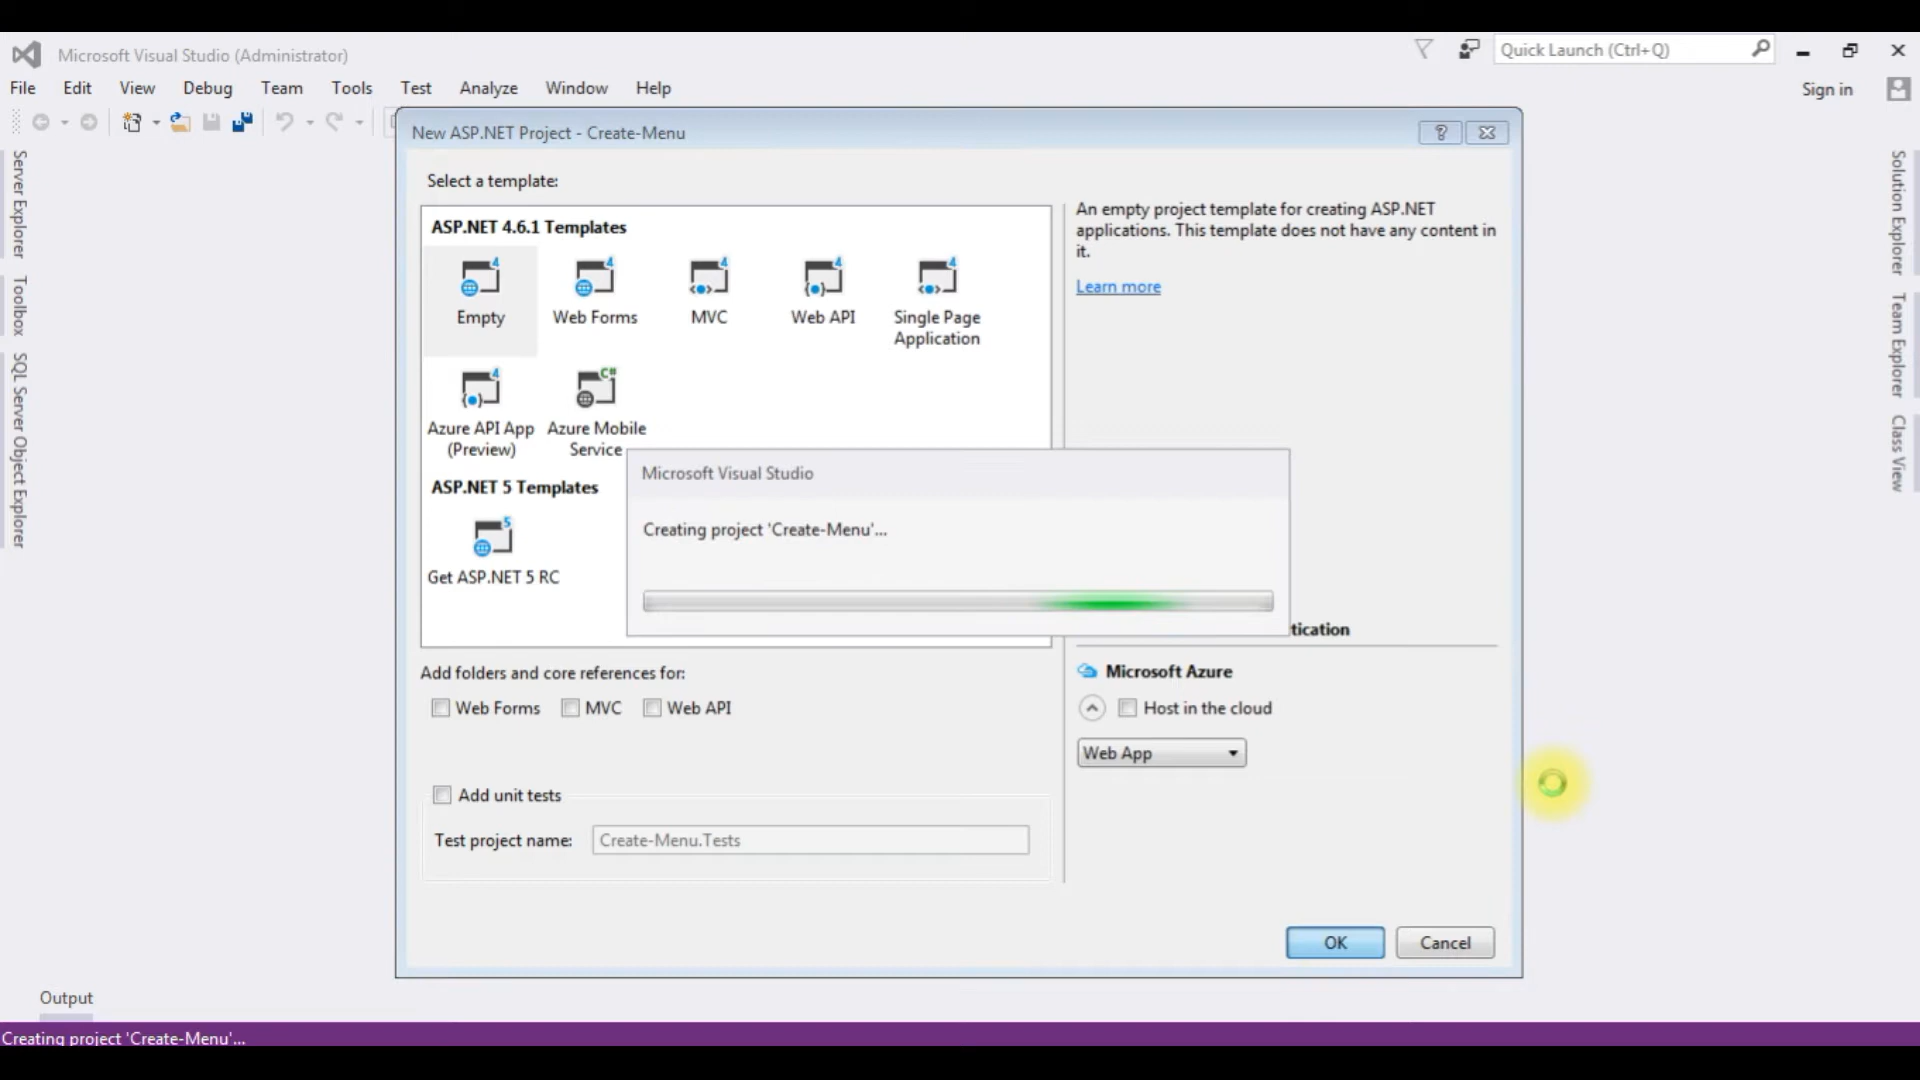 Microsoft Visual Studio (Administrator)
Quick Launch (Ctrl+Q)
File Edit View Debug Team Tools Test Analyze Window Help
Sign in
Server Explorer
Toolbox
SQL Server Object Explorer
New ASP.NET Project - Create-Menu
?
Select a template:
ASP.NET 4.6.1 Templates
4 4 4 4 4
Empty Web Forms MVC Web API Single Page
Application
4 C#
Azure API App Azure Mobile
(Preview) Service
ASP.NET 5 Templates
5
Get ASP.NET 5 RC
An empty project template for creating ASP.NET
applications. This template does not have any content in
it.
Learn more
Microsoft Visual Studio
Creating project 'Create-Menu'...
tication
Add folders and core references for:
Web Forms MVC Web API
Microsoft Azure
Host in the cloud
Web App
Add unit tests
Test project name: Create-Menu.Tests
OK Cancel
Solution Explorer
Team Explorer
Class View
Output
Creating project 'Create-Menu'...